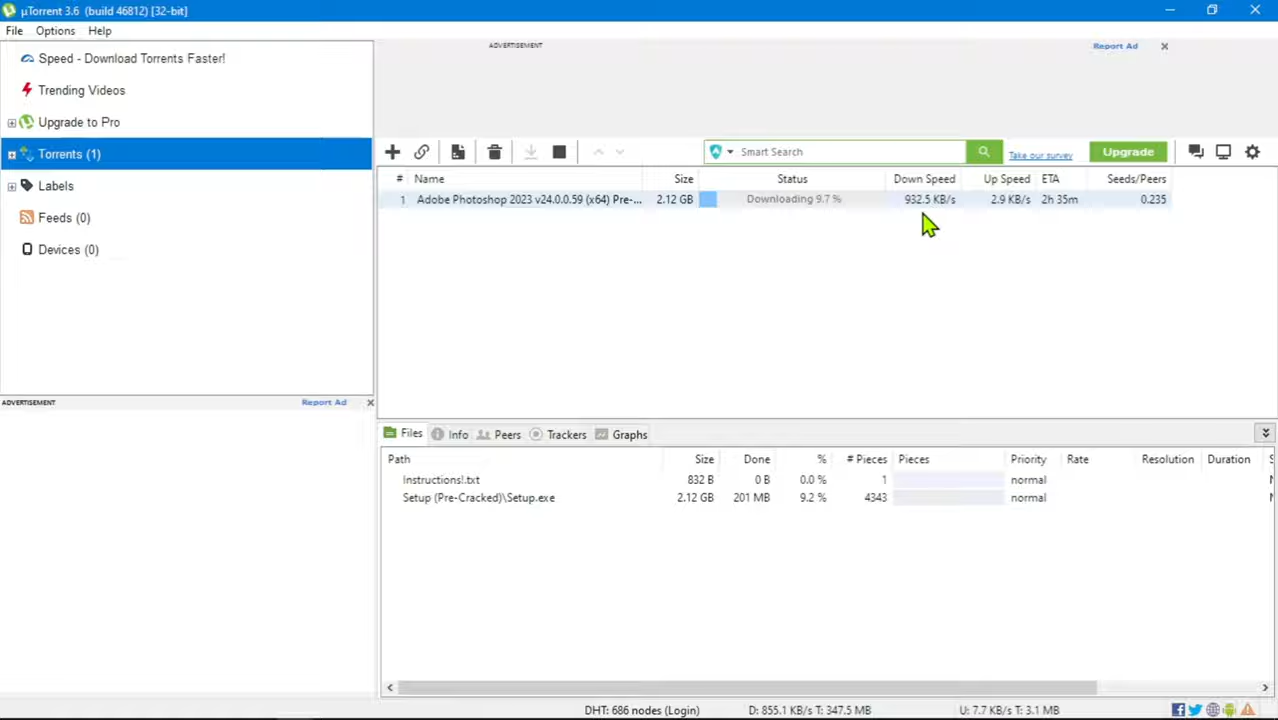 µTorrent 3.6 (build 46812) [32-bit]
File Options Help
Speed - Download Torrents Faster!
Trending Videos
Upgrade to Pro
Torrents (1)
Labels
Feeds (0)
Devices (0)
ADVERTISEMENT Report Ad
ADVERTISEMENT Report Ad
Smart Search Take our survey Upgrade
# Name Size Status Down Speed Up Speed ETA Seeds/Peers
1 Adobe Photoshop 2023 v24.0.0.59 (x64) Pre-... 2.12 GB Downloading 9.7 % 932.5 KB/s 2.9 KB/s 2h 35m 0.235
Files Info Peers Trackers Graphs
Path Size Done % # Pieces Pieces Priority Rate Resolution Duration S
Instructions!.txt 832 B 0 B 0.0 % 1 normal
Setup (Pre-Cracked)\Setup.exe 2.12 GB 201 MB 9.2 % 4343 normal
DHT: 686 nodes (Login) D: 855.1 KB/s T: 347.5 MB U: 7.7 KB/s T: 3.1 MB